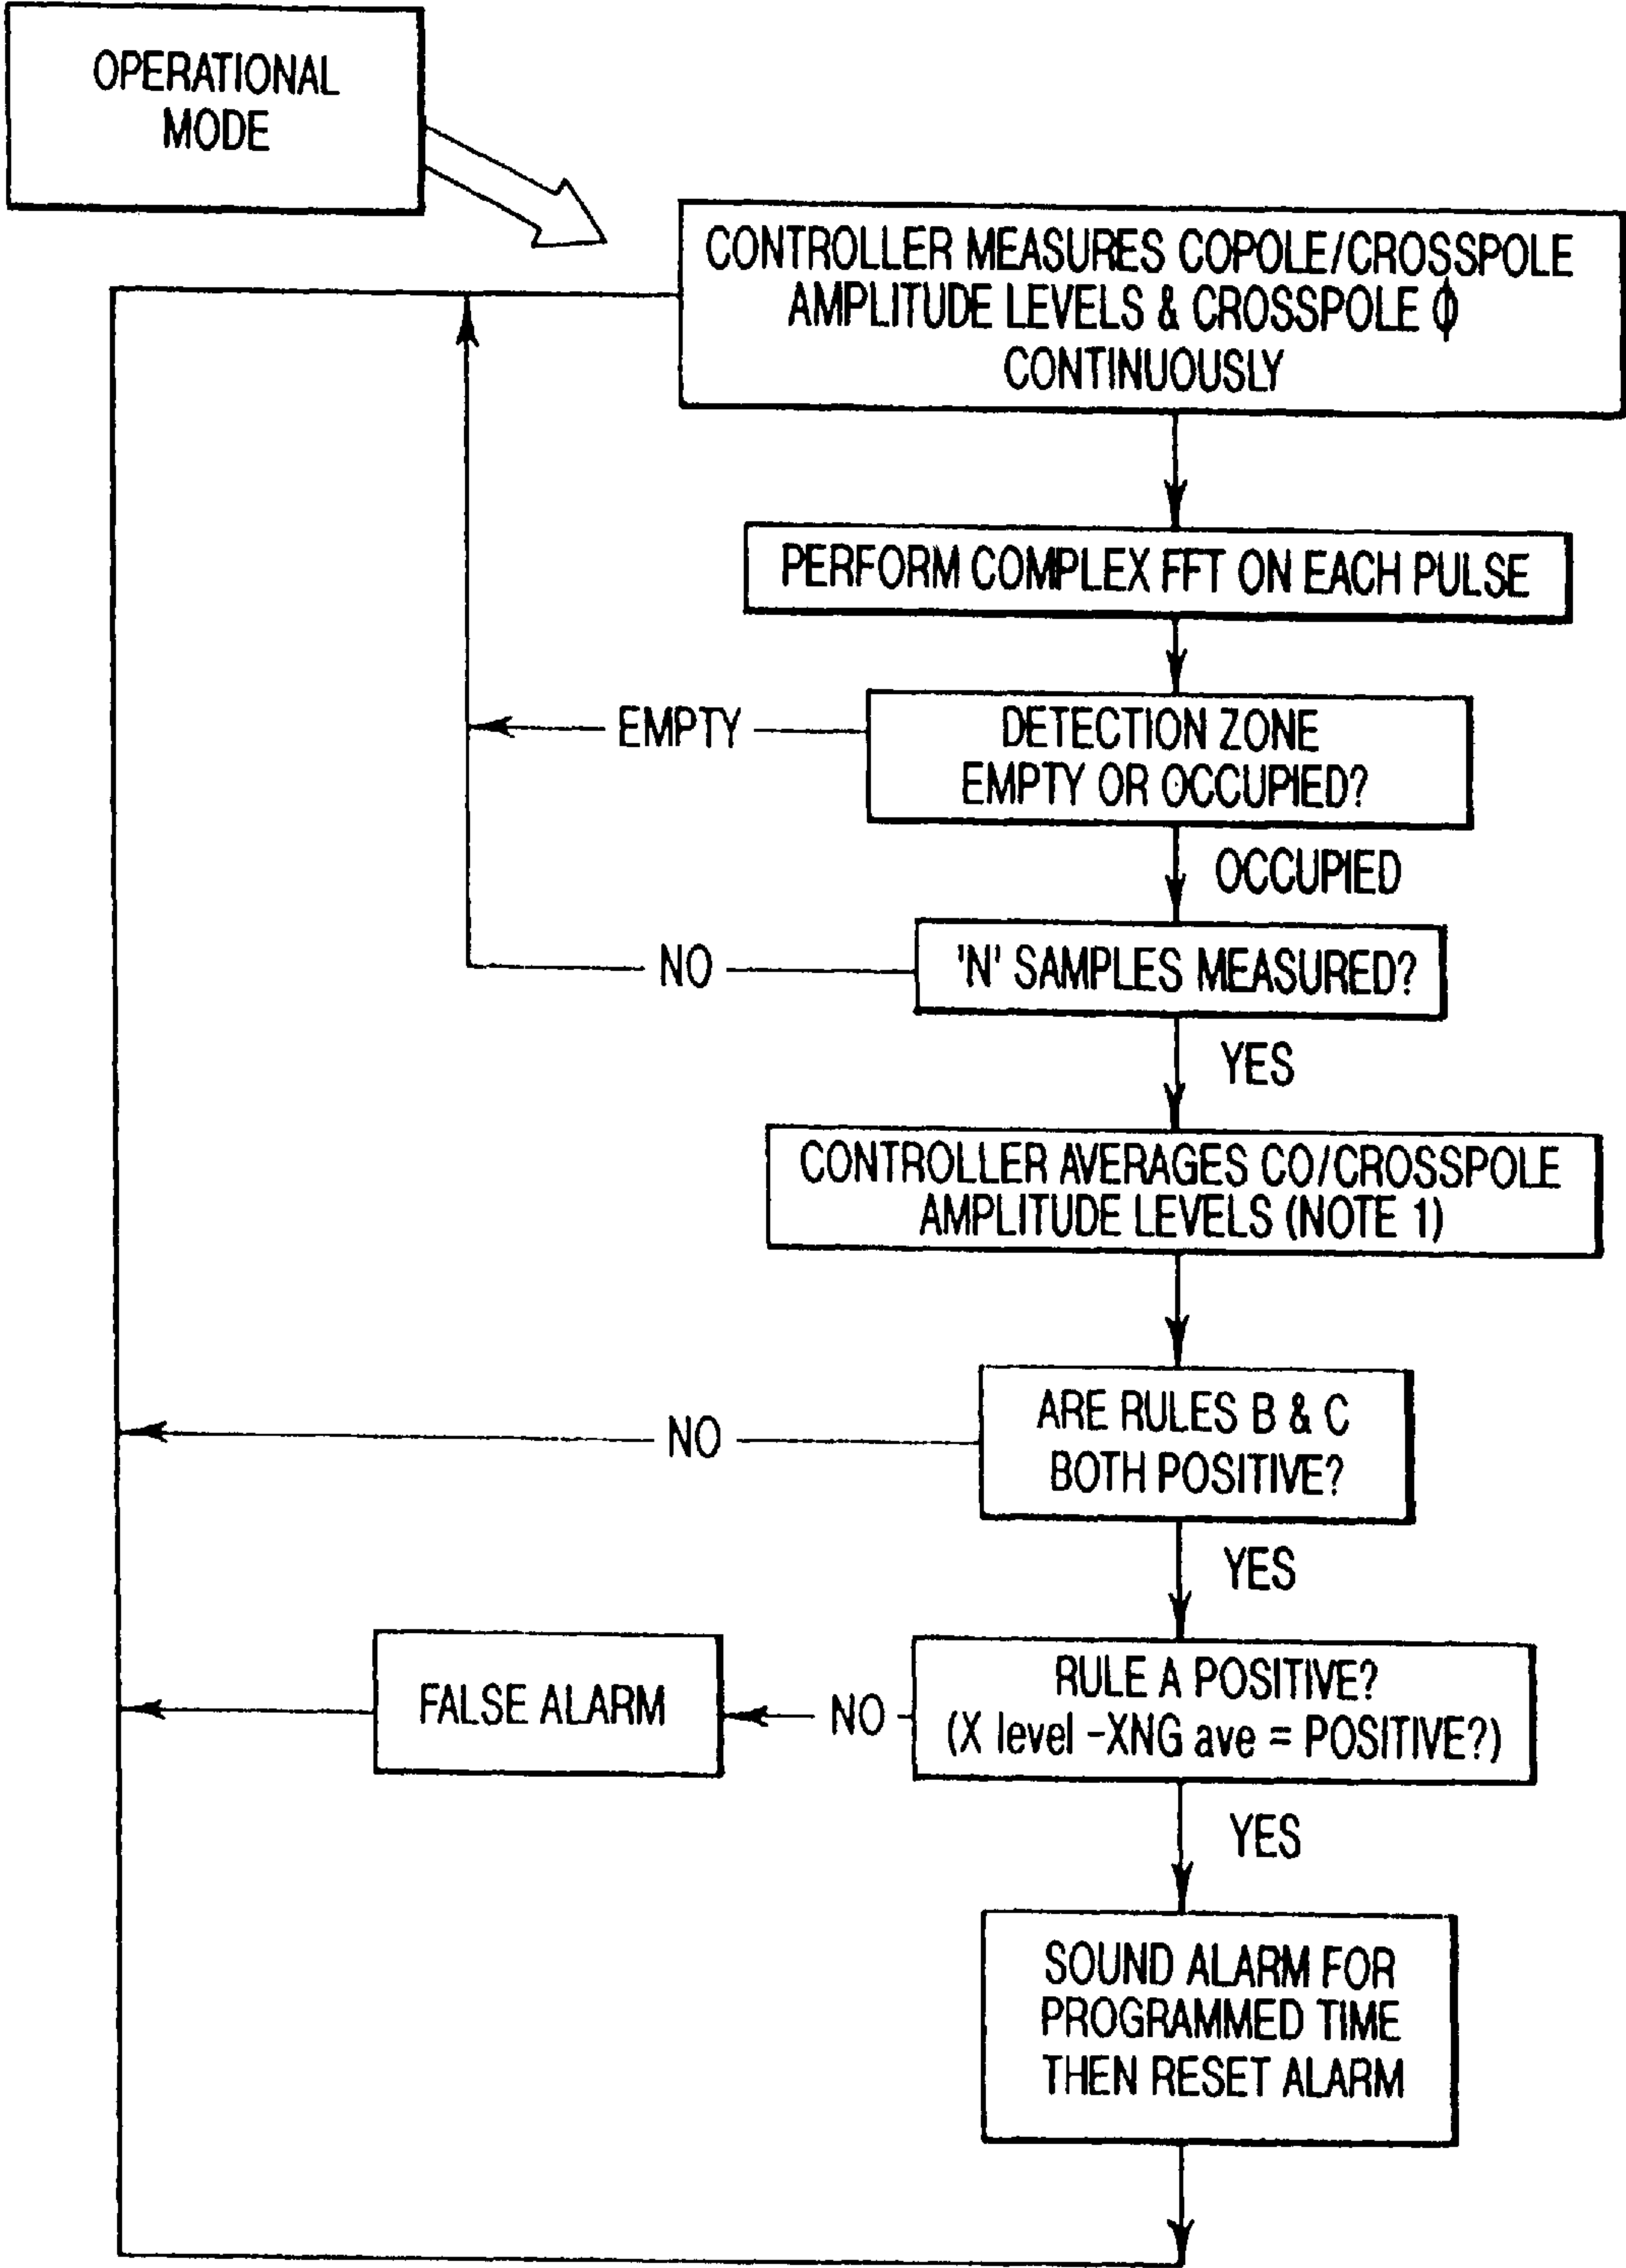 OPERATIONAL
MODE
CONTROLLER MEASURES COPOLE/CROSSPOLE
AMPLITUDE LEVELS & CROSSPOLE ϕ
CONTINUOUSLY
PERFORM COMPLEX FFT ON EACH PULSE
EMPTY
DETECTION ZONE
EMPTY OR OCCUPIED?
OCCUPIED
NO
'N' SAMPLES MEASURED?
YES
CONTROLLER AVERAGES CO/CROSSPOLE
AMPLITUDE LEVELS (NOTE 1)
NO
ARE RULES B & C
BOTH POSITIVE?
YES
FALSE ALARM
NO
RULE A POSITIVE?
(X level -XNG ave = POSITIVE?)
YES
SOUND ALARM FOR
PROGRAMMED TIME
THEN RESET ALARM